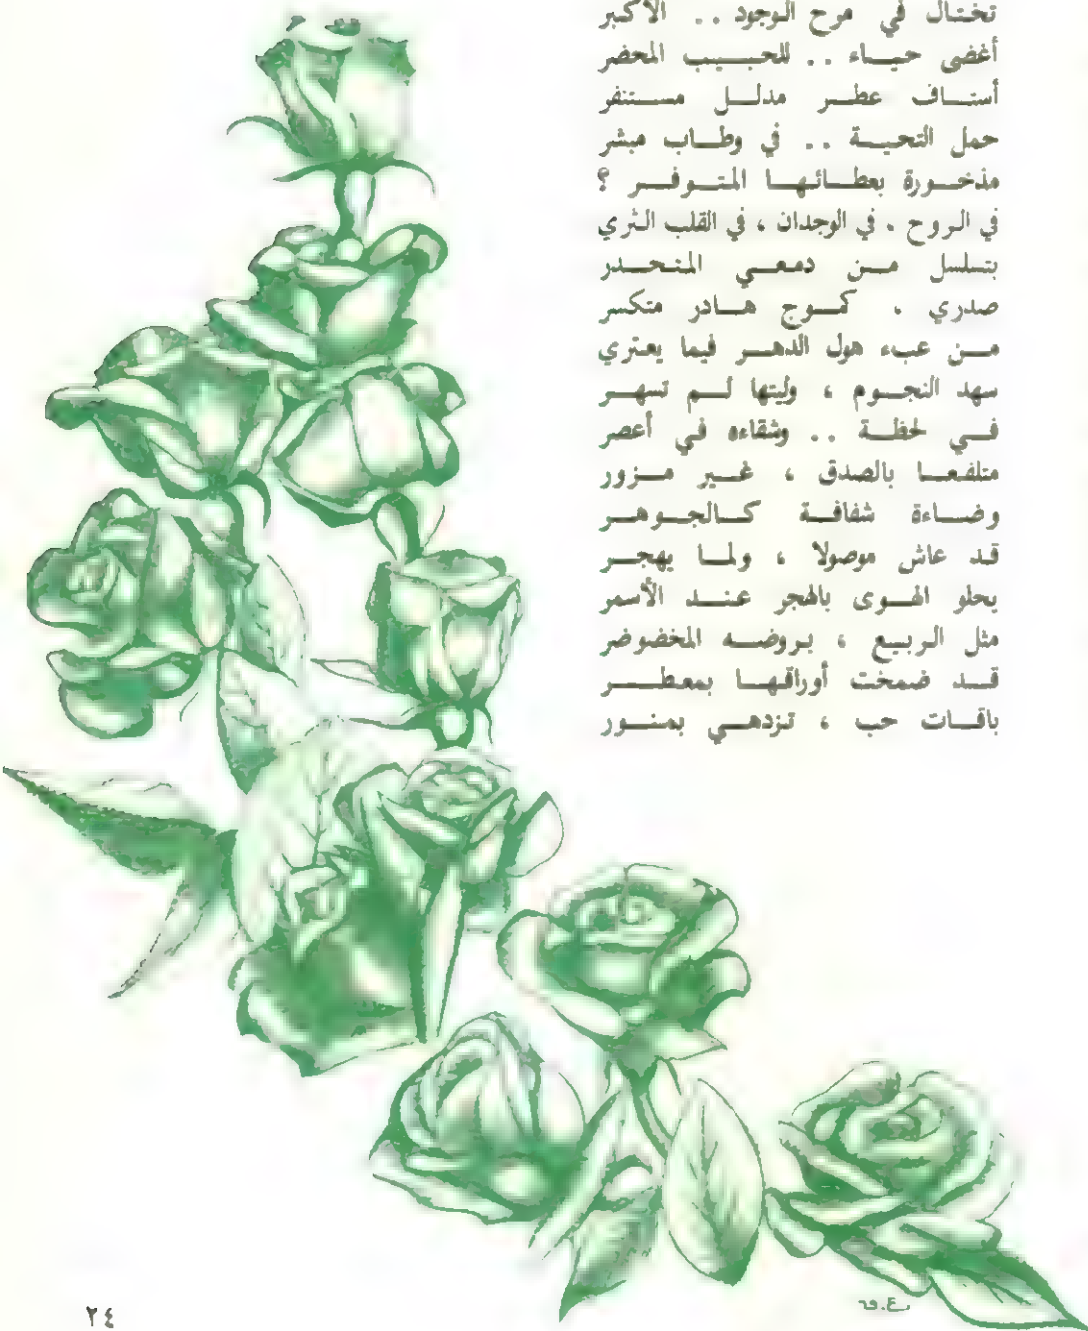 تختال في مرح الوجود .. الأكبر
أغضى حياء .. للحبيب المحضر
أستاف عطر مدلل مستنفر
حمل التحية .. في وطاب مبشر
مذخورة بعطائها المتوفر ؟
في الروح ، في الوجدان ، في القلب الثري
بتسلسل من دمعي المنحدر
صدري ، كموج هادر متكسر
من عبء هول الدهر فيما يعتري
سهد النجوم ، وليتها لم تسهر
في لحظة .. وشقاءه في أعصر
متلفعا بالصدق ، غير مزور
وضاءة شفافة كالجوهر
قد عاش موصولا ، ولما يهجر
يحلو الهوى بالهجر عند الأسمر
مثل الربيع ، بروضه المخضوضر
قد ضمخت أوراقها بمعطر
باقات حب ، تزدهي بمنور
٢٤